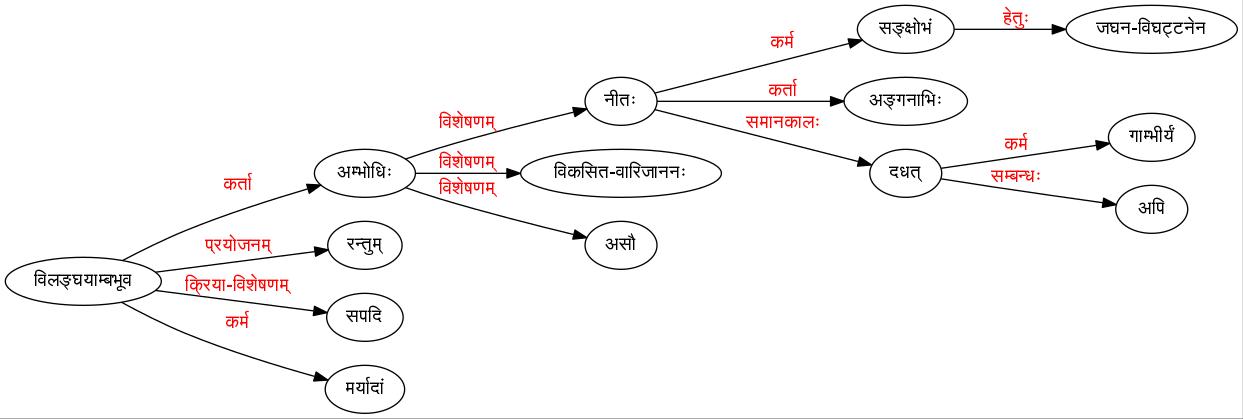 सङ्क्षोभं
हेतुः
जघन-विघट्टनेन
कर्म
नीतः
कर्ता
अङ्गनाभिः
विशेषणम्
समानकालः
गाम्भीर्यं
कर्म
अम्भोधिः
विशेषणम्
विकसित-वारिजाननः
दधत्
सम्बन्धः
कर्ता
विशेषणम्
अपि
प्रयोजनम्
रन्तुम्
असौ
विलङ्घयाम्बभूव
क्रिया-विशेषणम्
सपदि
कर्म
मर्यादां